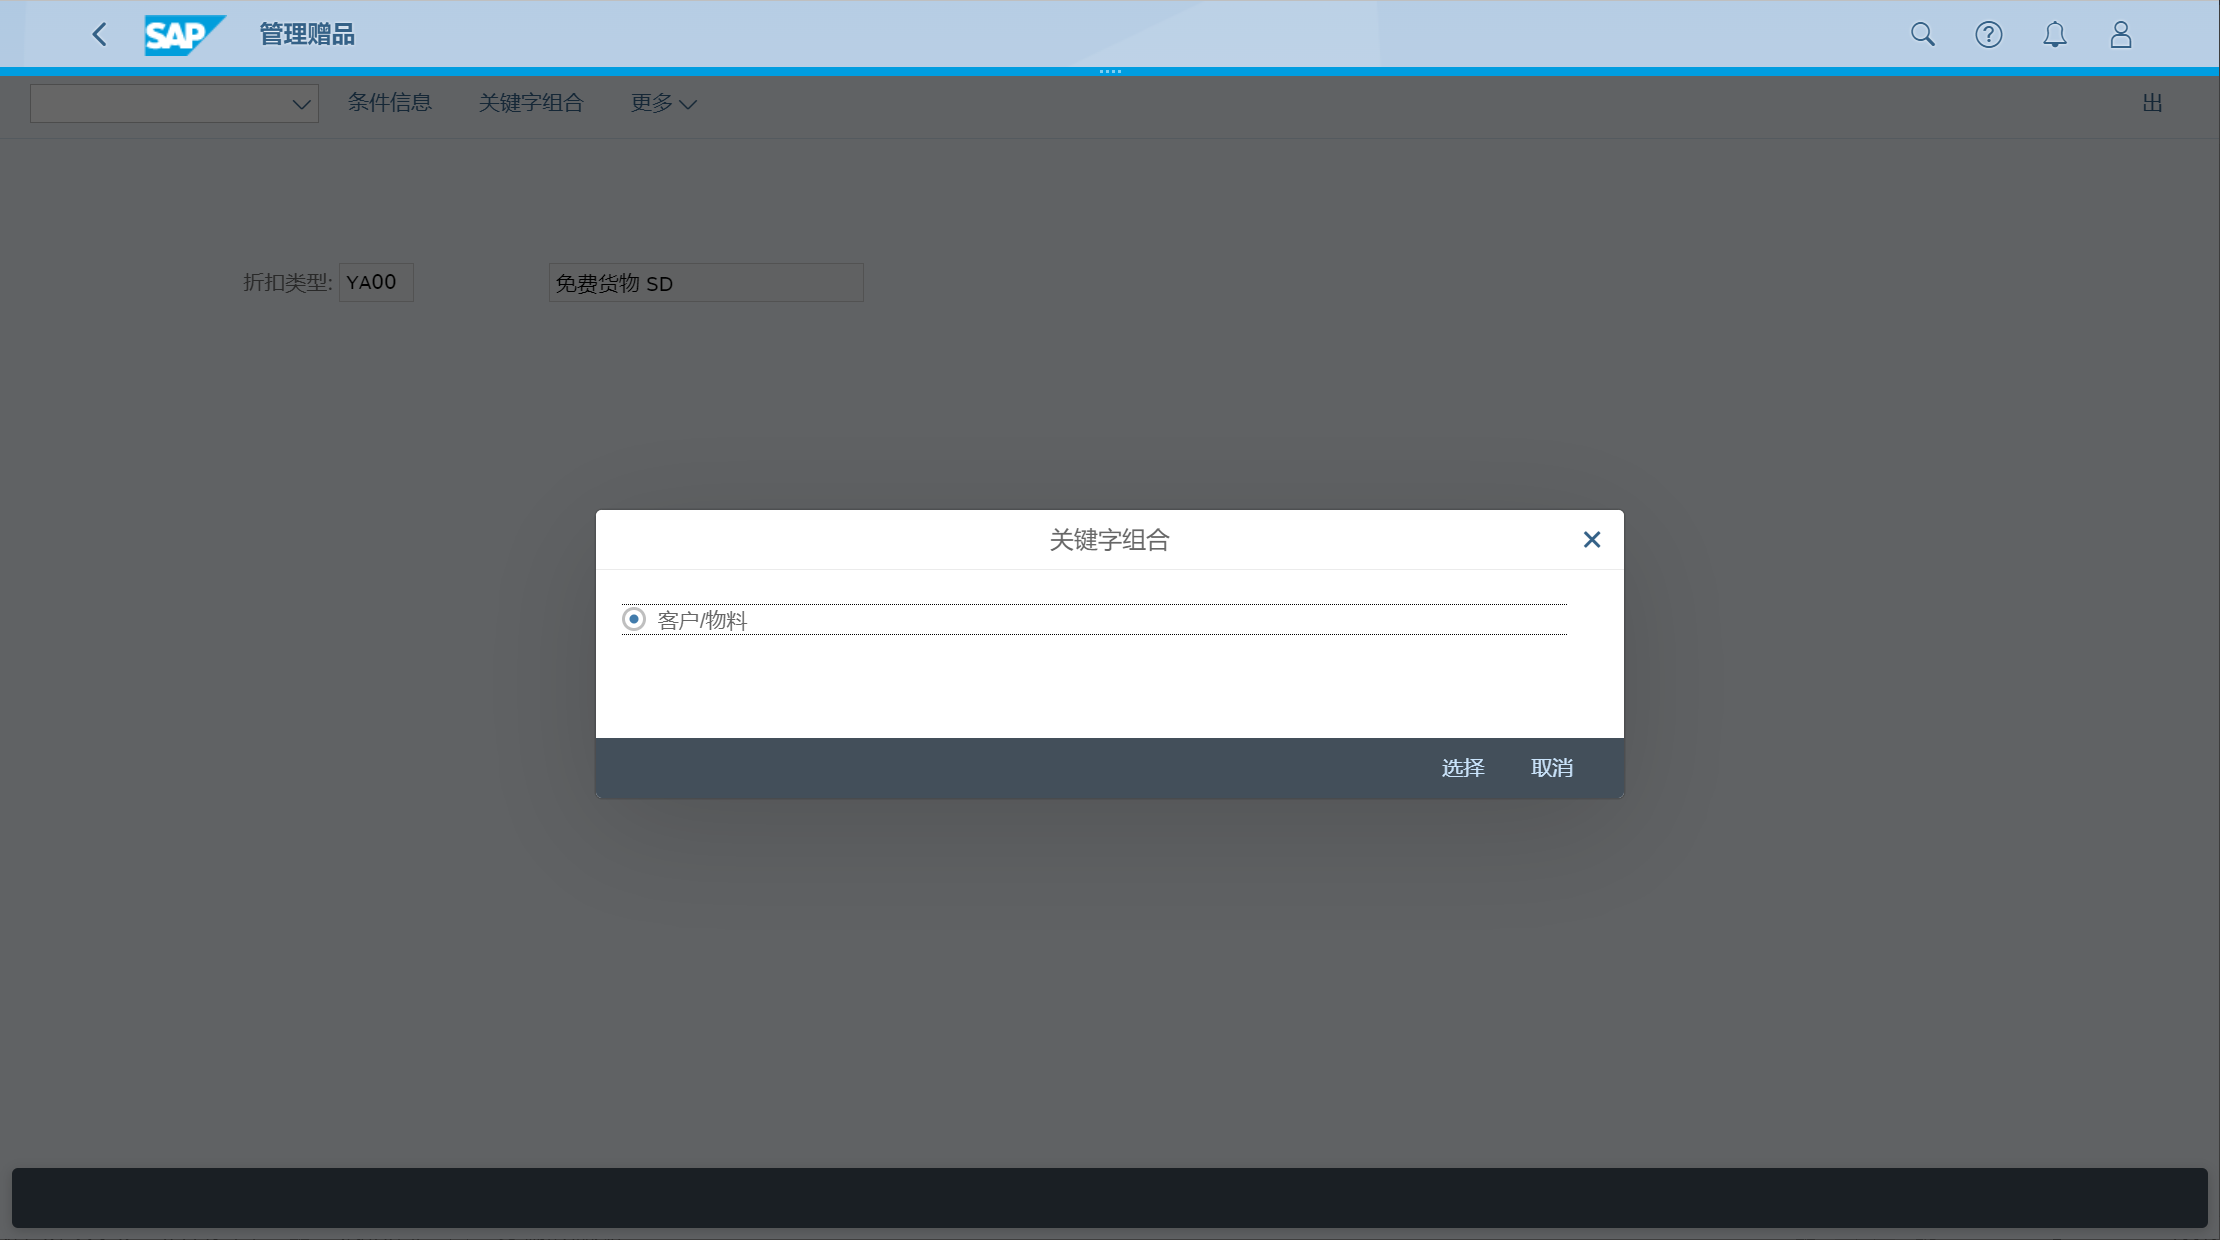 SAP 管理赠品
条件信息 关键字组合 更多 出
折扣类型: YA00 免费货物 SD
关键字组合
客户/物料
选择 取消